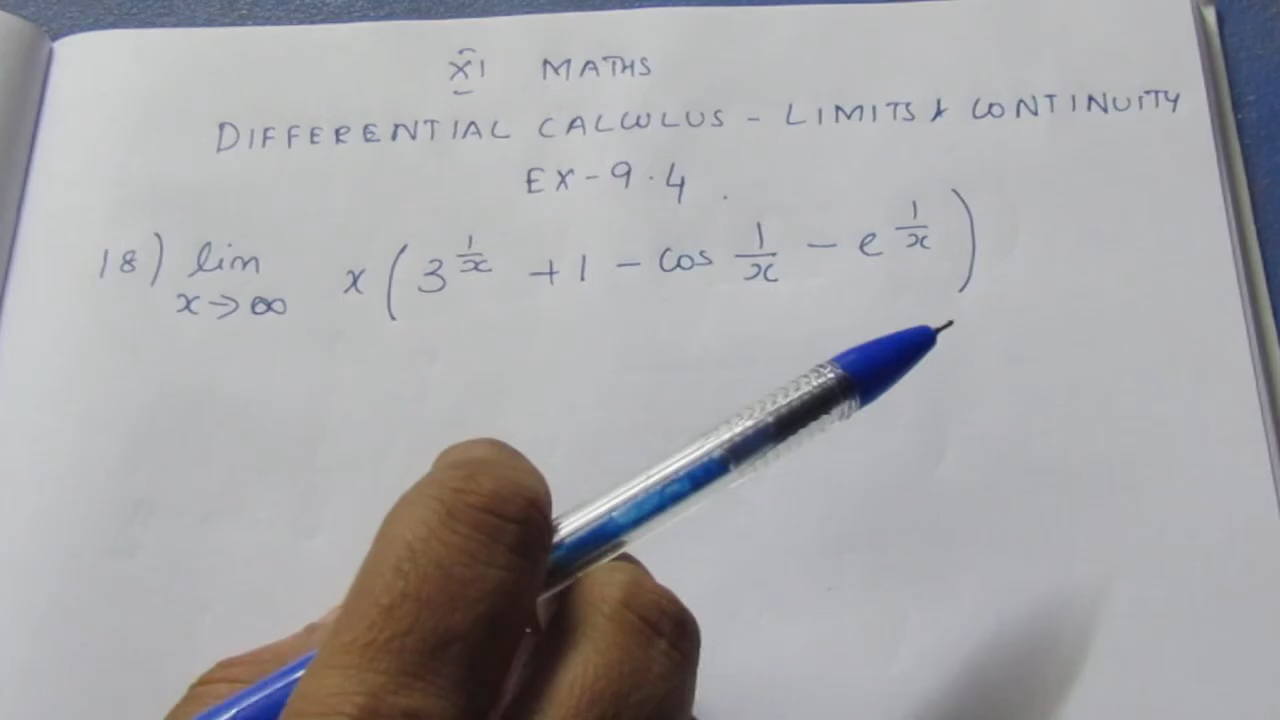 XI MATHS
DIFFERENTIAL CALCULUS - LIMITS & CONTINUITY
EX-9.4.
18) lim x→∞ x(3^{1/x} + 1 - cos 1/x - e^{1/x})